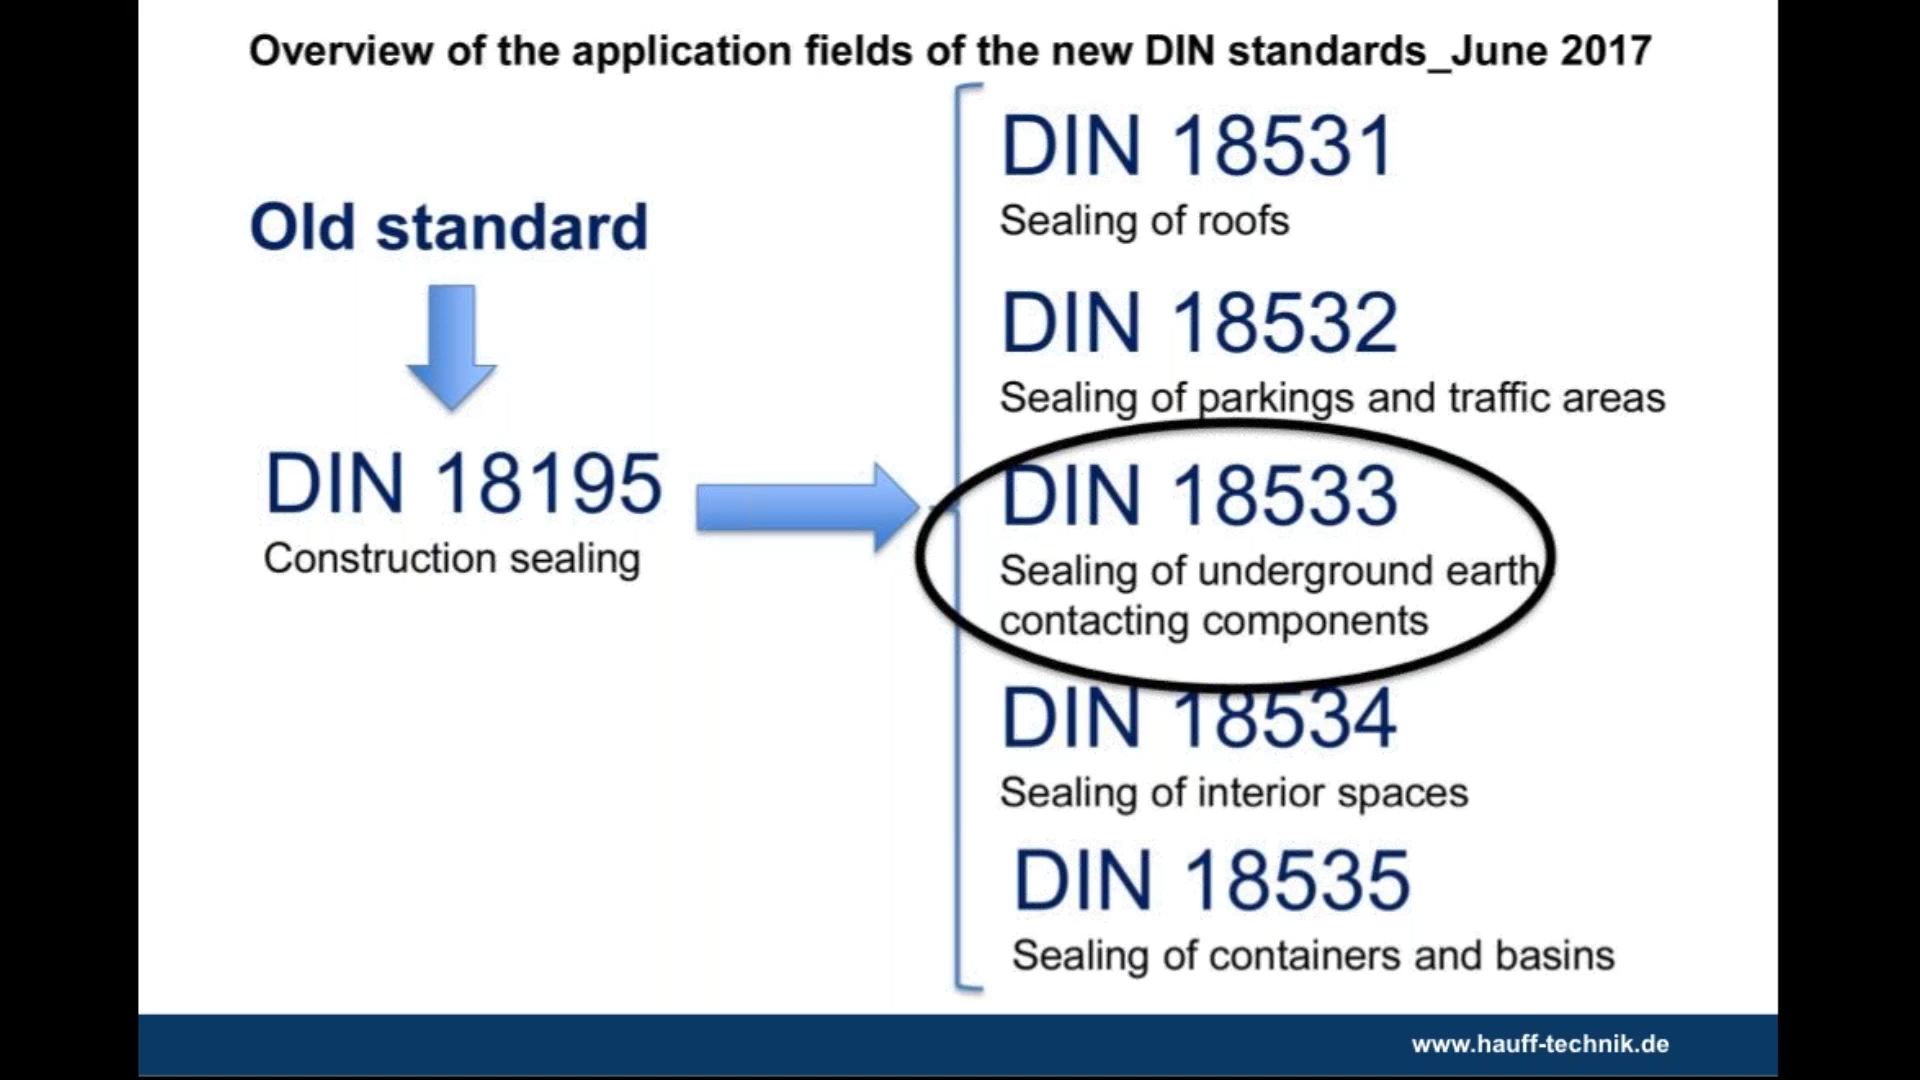 Overview of the application fields of the new DIN standards_June 2017
Old standard
DIN 18195
Construction sealing
DIN 18531
Sealing of roofs
DIN 18532
Sealing of parkings and traffic areas
DIN 18533
Sealing of underground earth
contacting components
DIN 18534
Sealing of interior spaces
DIN 18535
Sealing of containers and basins
www.hauff-technik.de